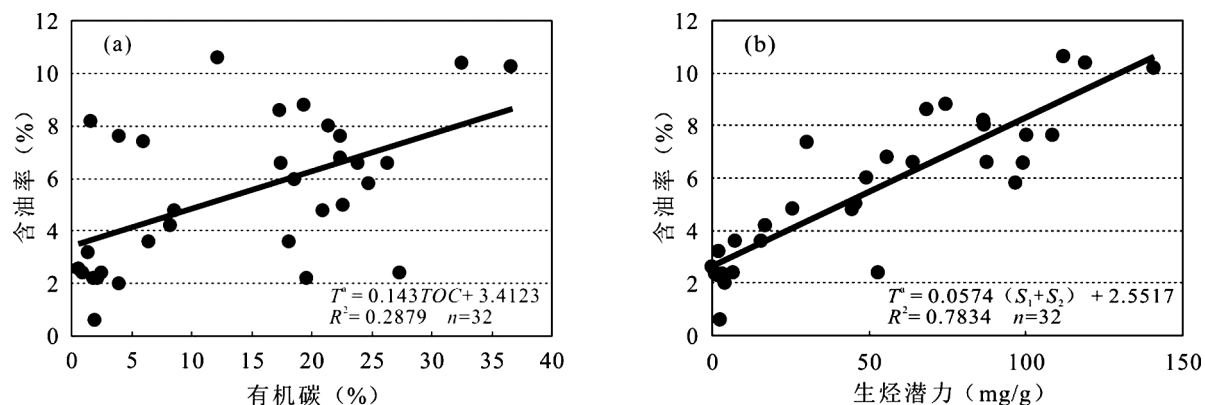 (a)
含油率（%）
12
10
8
6
4
2
0
Tᵃ = 0.143TOC + 3.4123
R² = 0.2879 n=32
0 5 10 15 20 25 30 35 40
有机碳（%）
(b)
含油率（%）
12
10
8
6
4
2
0
Tᵃ = 0.0574（S₁+S₂）+ 2.5517
R² = 0.7834 n=32
0 50 100 150
生烃潜力（mg/g）